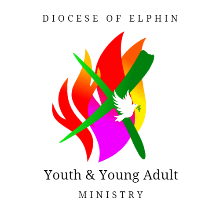 DIOCESE OF ELPHIN
Youth & Young Adult
MINISTRY